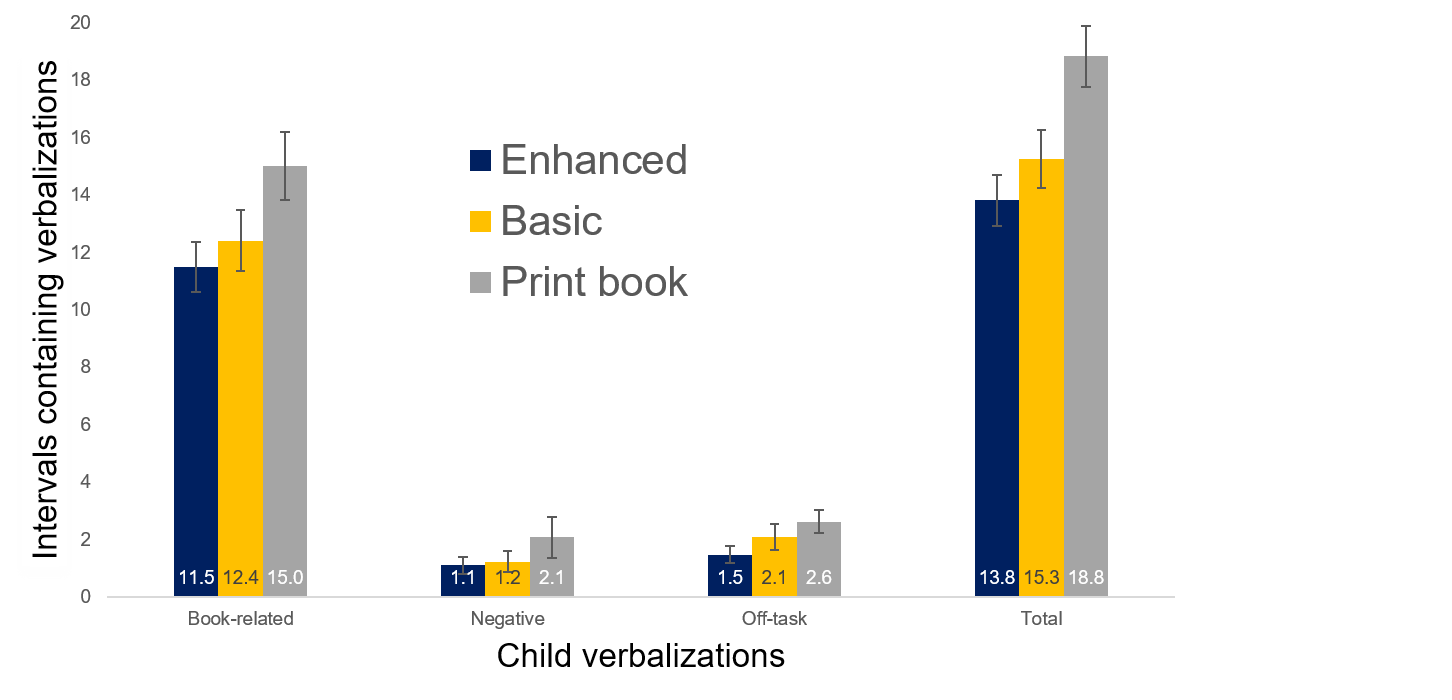 Intervals containing verbalizations
20
18
16
14
12
10
8
6
4
2
0
Enhanced
Basic
Print book
11.5 12.4 15.0
1.1 1.2 2.1
1.5 2.1 2.6
13.8 15.3 18.8
Book-related
Negative
Off-task
Total
Child verbalizations